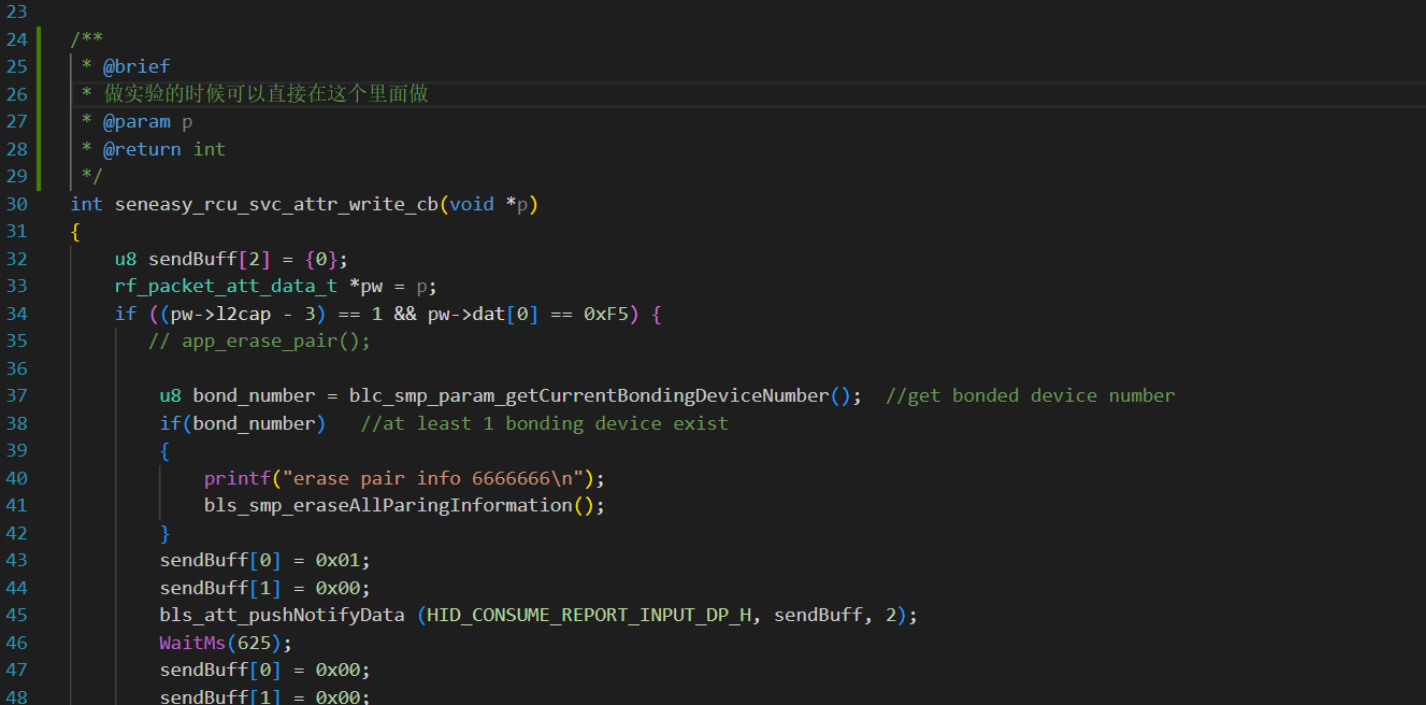 23
24 /**
25 * @brief
26 * 做实验的时候可以直接在这个里面做
27 * @param p
28 * @return int
29 */
30 int seneasy_rcu_svc_attr_write_cb(void *p)
31 {
32 u8 sendBuff[2] = {0};
33 rf_packet_att_data_t *pw = p;
34 if ((pw->l2cap - 3) == 1 && pw->dat[0] == 0xF5) {
35 // app_erase_pair();
36
37 u8 bond_number = blc_smp_param_getCurrentBondingDeviceNumber(); //get bonded device number
38 if(bond_number) //at least 1 bonding device exist
39 {
40 printf("erase pair info 6666666\n");
41 bls_smp_eraseAllParingInformation();
42 }
43 sendBuff[0] = 0x01;
44 sendBuff[1] = 0x00;
45 bls_att_pushNotifyData (HID_CONSUME_REPORT_INPUT_DP_H, sendBuff, 2);
46 WaitMs(625);
47 sendBuff[0] = 0x00;
48 sendBuff[1] = 0x00;